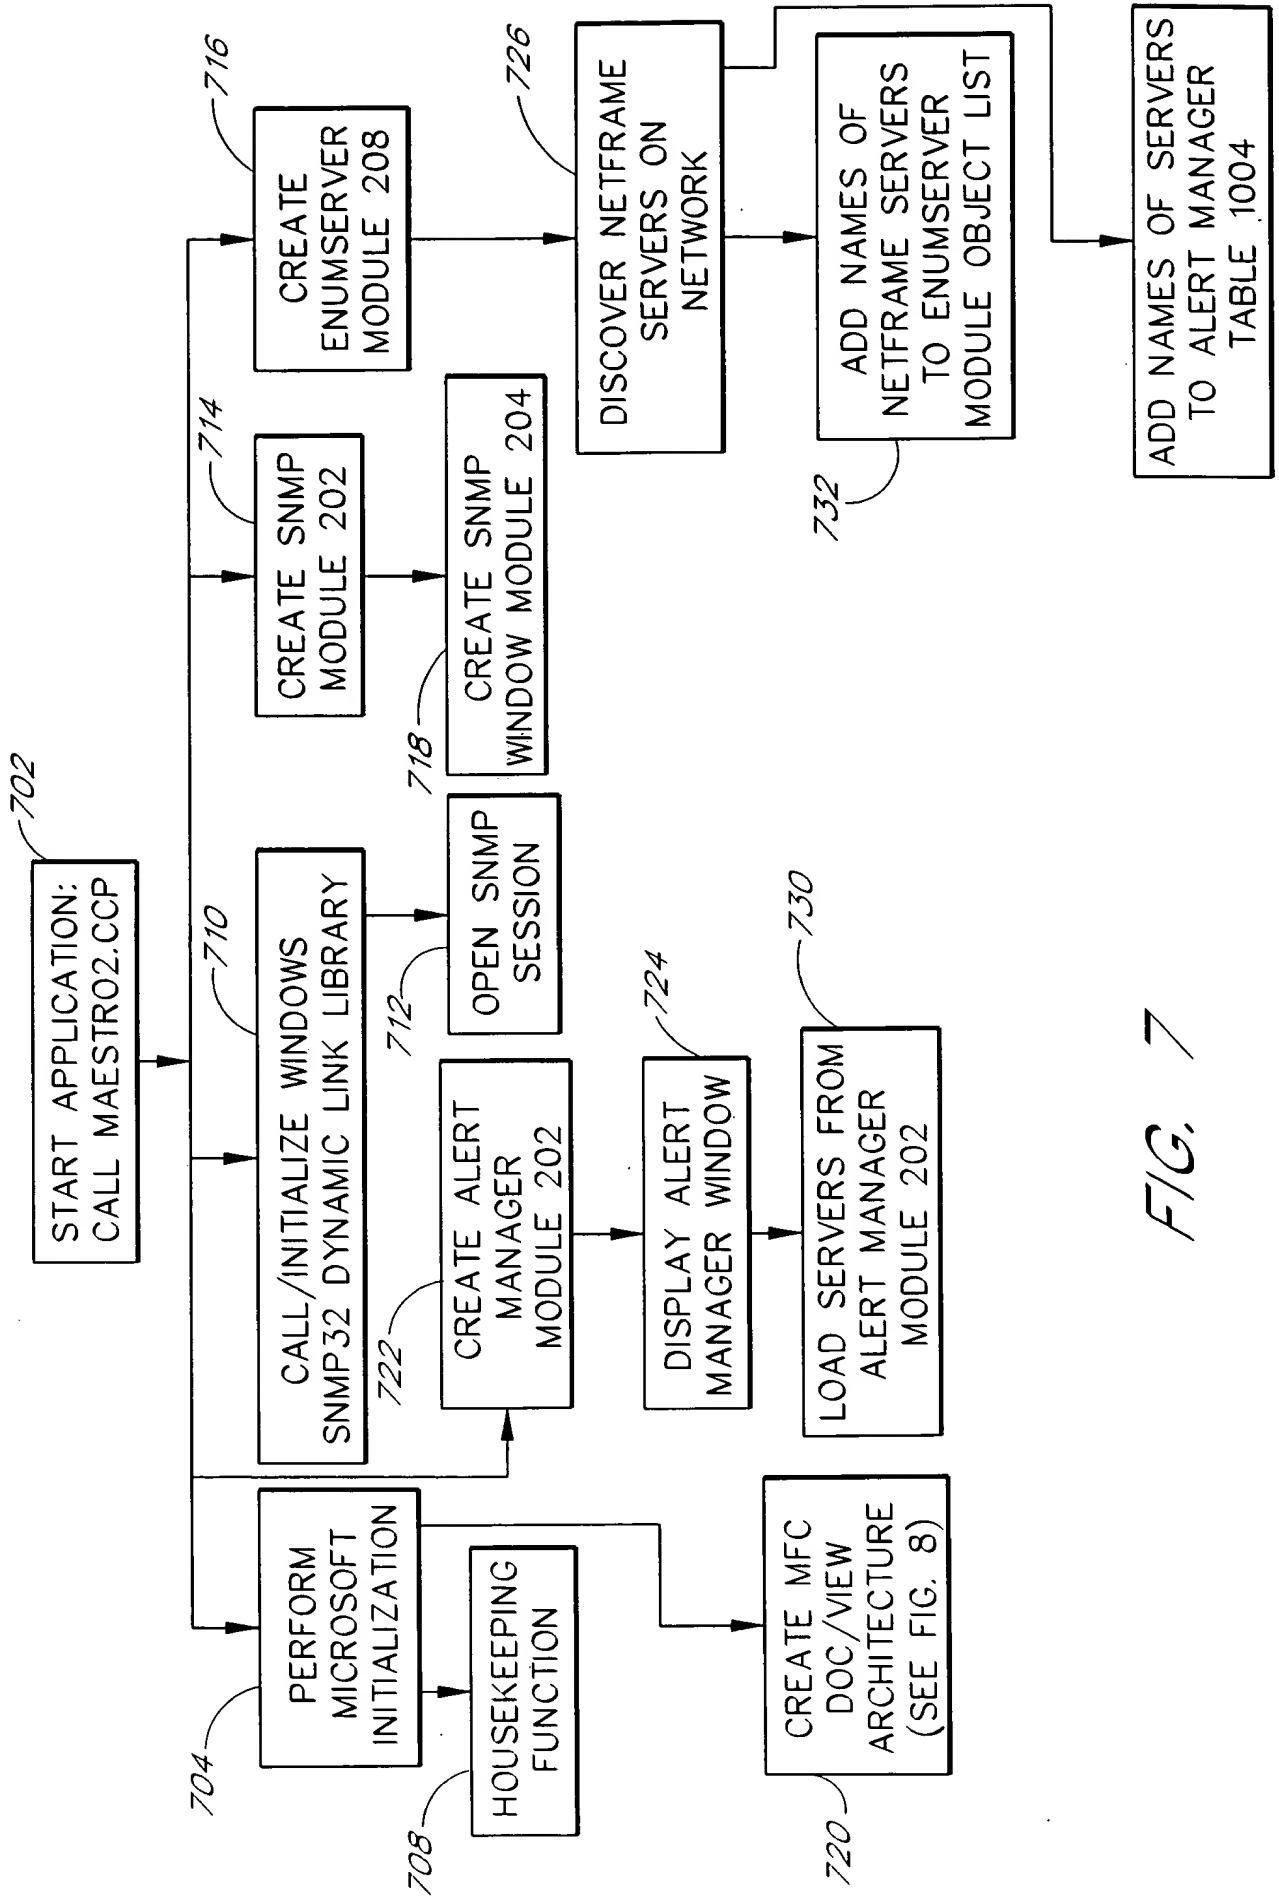 702
START APPLICATION:
CALL MAESTRO2.CCP
704
PERFORM
MICROSOFT
INITIALIZATION
710
CALL/INITIALIZE WINDOWS
SNMP32 DYNAMIC LINK LIBRARY
714
CREATE SNMP
MODULE 202
716
CREATE
ENUMSERVER
MODULE 208
708
HOUSEKEEPING
FUNCTION
722
CREATE ALERT
MANAGER
MODULE 202
712
OPEN SNMP
SESSION
718
CREATE SNMP
WINDOW MODULE 204
726
DISCOVER NETFRAME
SERVERS ON
NETWORK
724
DISPLAY ALERT
MANAGER WINDOW
720
CREATE MFC
DOC/VIEW
ARCHITECTURE
(SEE FIG. 8)
730
LOAD SERVERS FROM
ALERT MANAGER
MODULE 202
732
ADD NAMES OF
NETFRAME SERVERS
TO ENUMSERVER
MODULE OBJECT LIST
ADD NAMES OF SERVERS
TO ALERT MANAGER
TABLE 1004
FIG. 7